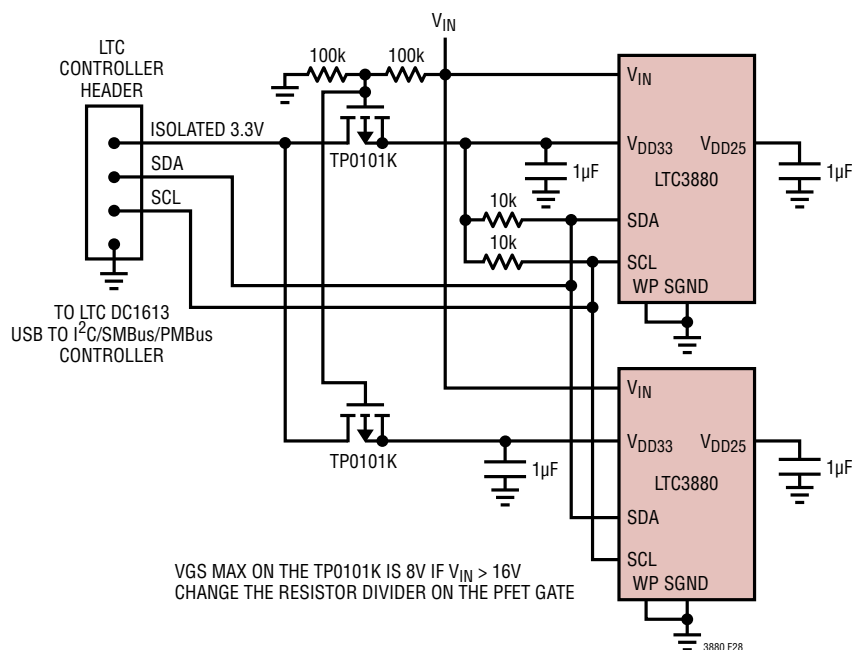 VIN
LTC
CONTROLLER
HEADER
100k
100k
ISOLATED 3.3V
SDA
SCL
TP0101K
TO LTC DC1613
USB TO I2C/SMBus/PMBus
CONTROLLER
VIN
VDD33
VDD25
LTC3880
SDA
SCL
WP SGND
1µF
1µF
10k
10k
TP0101K
VIN
VDD33
VDD25
LTC3880
SDA
SCL
WP SGND
1µF
1µF
VGS MAX ON THE TP0101K IS 8V IF VIN > 16V
CHANGE THE RESISTOR DIVIDER ON THE PFET GATE
3880 F28